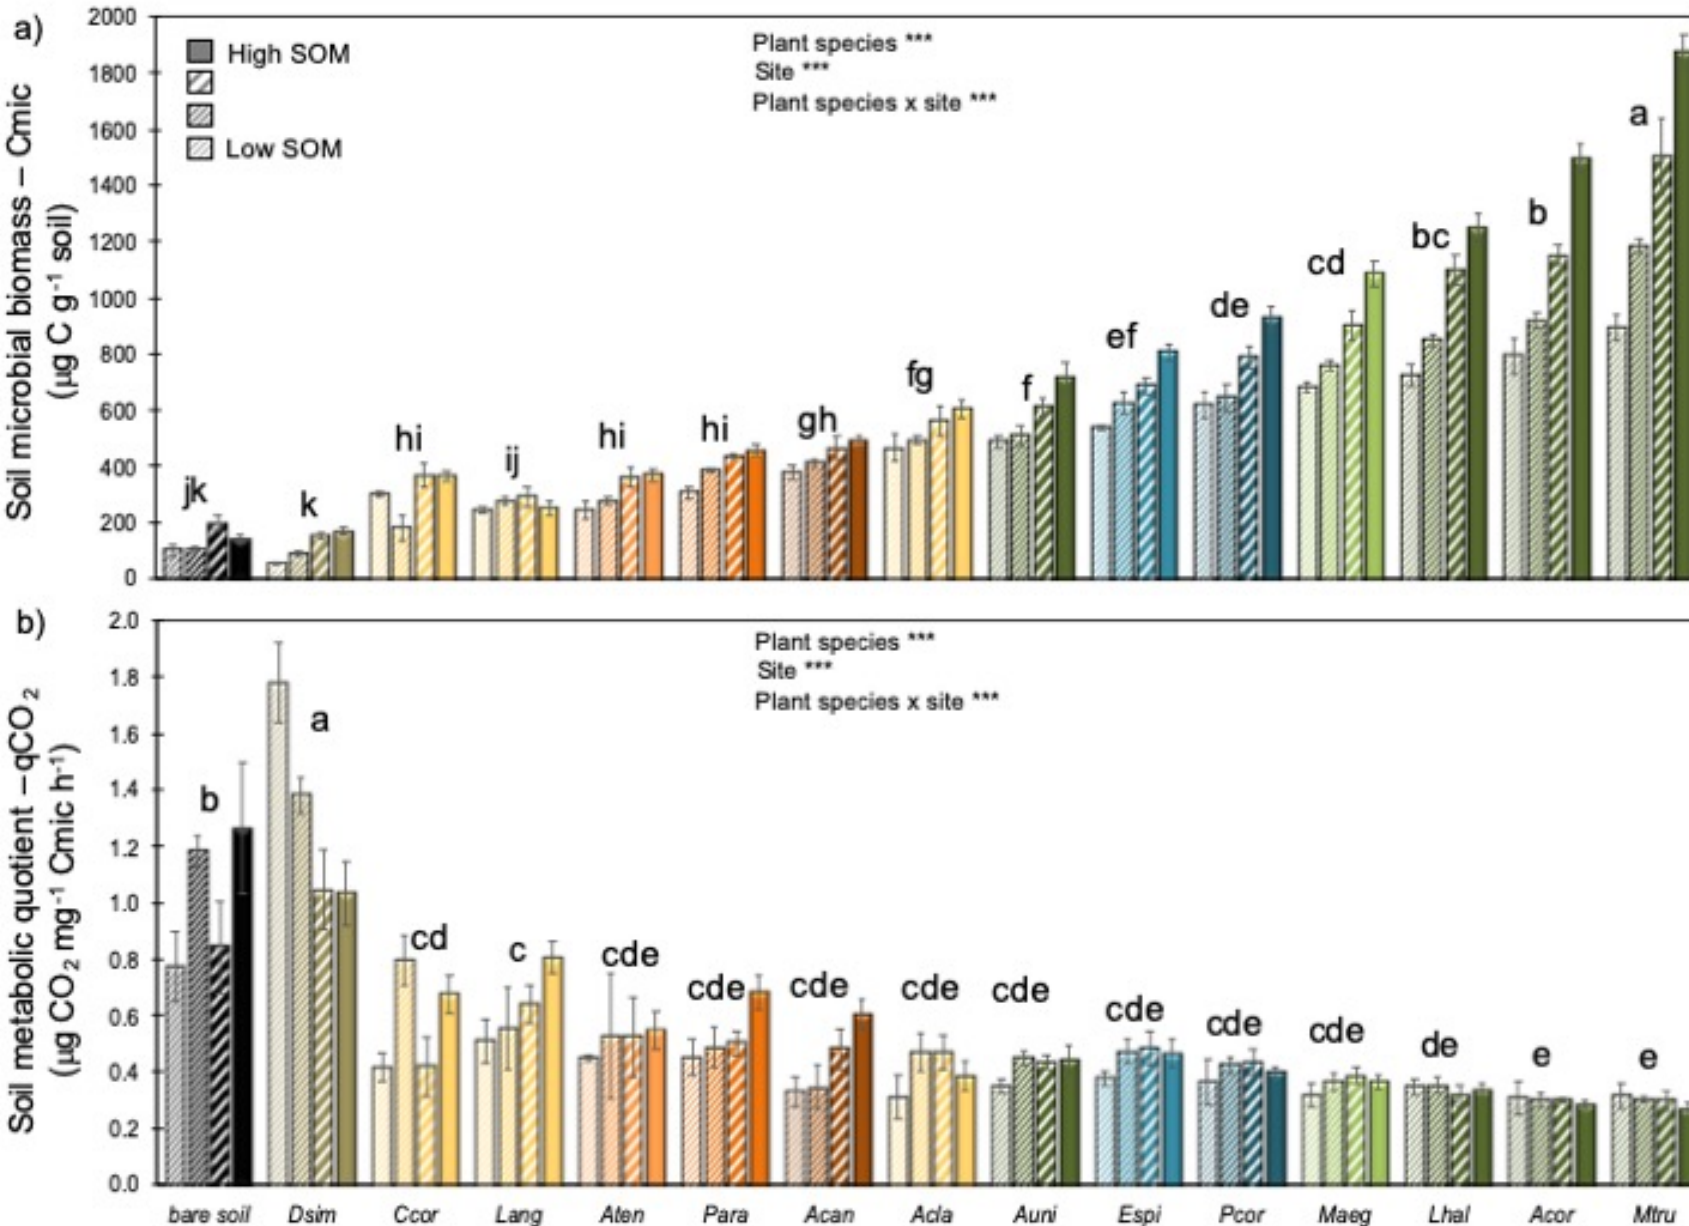 a)
Soil microbial biomass – Cmic
(µg C g⁻¹ soil)
2000
1800
1600
1400
1200
1000
800
600
400
200
0
High SOM
Low SOM
Plant species ***
Site ***
Plant species x site ***
jk k hi ij hi hi gh fg f ef de cd bc b a
b)
Soil metabolic quotient –qCO₂
(µg CO₂ mg⁻¹ Cmic h⁻¹)
2.0
1.8
1.6
1.4
1.2
1.0
0.8
0.6
0.4
0.2
0.0
Plant species ***
Site ***
Plant species x site ***
b a cd c cde cde cde cde cde cde cde cde de e e
bare soil Dsim Ccor Lang Aten Para Acan Acla Auni Espi Pcor Maeg Lhal Acor Mtru